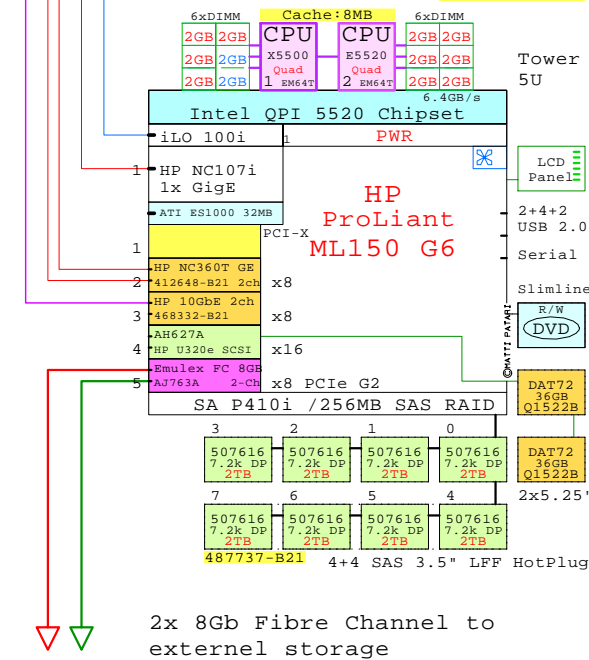 6xDIMM
Cache:8MB
6xDIMM
2GB 2GB
CPU
CPU
2GB 2GB
2GB 2GB
X5500
E5520
2GB 2GB
Quad
Quad
2GB 2GB
1 EM64T
2 EM64T
2GB 2GB
Tower
5U
6.4GB/s
Intel QPI 5520 Chipset
iLO 100i
1
PWR
1
HP NC107i
1x GigE
LCD
Panel
HP
ProLiant
ML150 G6
ATI ES1000 32MB
2+4+2
USB 2.0
PCI-X
1
Serial
HP NC360T GE
2
412648-B21 2ch
x8
Slimline
HP 10GbE 2ch
3
468332-B21
x8
R/W
DVD
©MATTI PATARI
AH627A
4
HP U320e SCSI
x16
Emulex FC 8GB
5
AJ763A 2-Ch
x8 PCIe G2
DAT72
36GB
Q1522B
SA P410i /256MB SAS RAID
3
2
1
0
507616
7.2k DP
2TB
507616
7.2k DP
2TB
507616
7.2k DP
2TB
507616
7.2k DP
2TB
DAT72
36GB
Q1522B
2x5.25'
7
6
5
4
507616
7.2k DP
2TB
507616
7.2k DP
2TB
507616
7.2k DP
2TB
507616
7.2k DP
2TB
487737-B21
4+4 SAS 3.5" LFF HotPlug
2x 8Gb Fibre Channel to
external storage